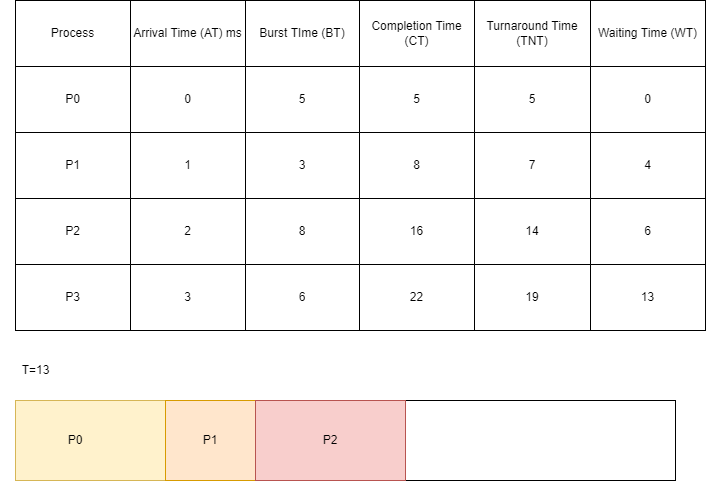 Process Arrival Time (AT) ms Burst TIme (BT) Completion Time (CT) Turnaround Time (TNT) Waiting Time (WT)
P0 0 5 5 5 0
P1 1 3 8 7 4
P2 2 8 16 14 6
P3 3 6 22 19 13
T=13
P0 P1 P2